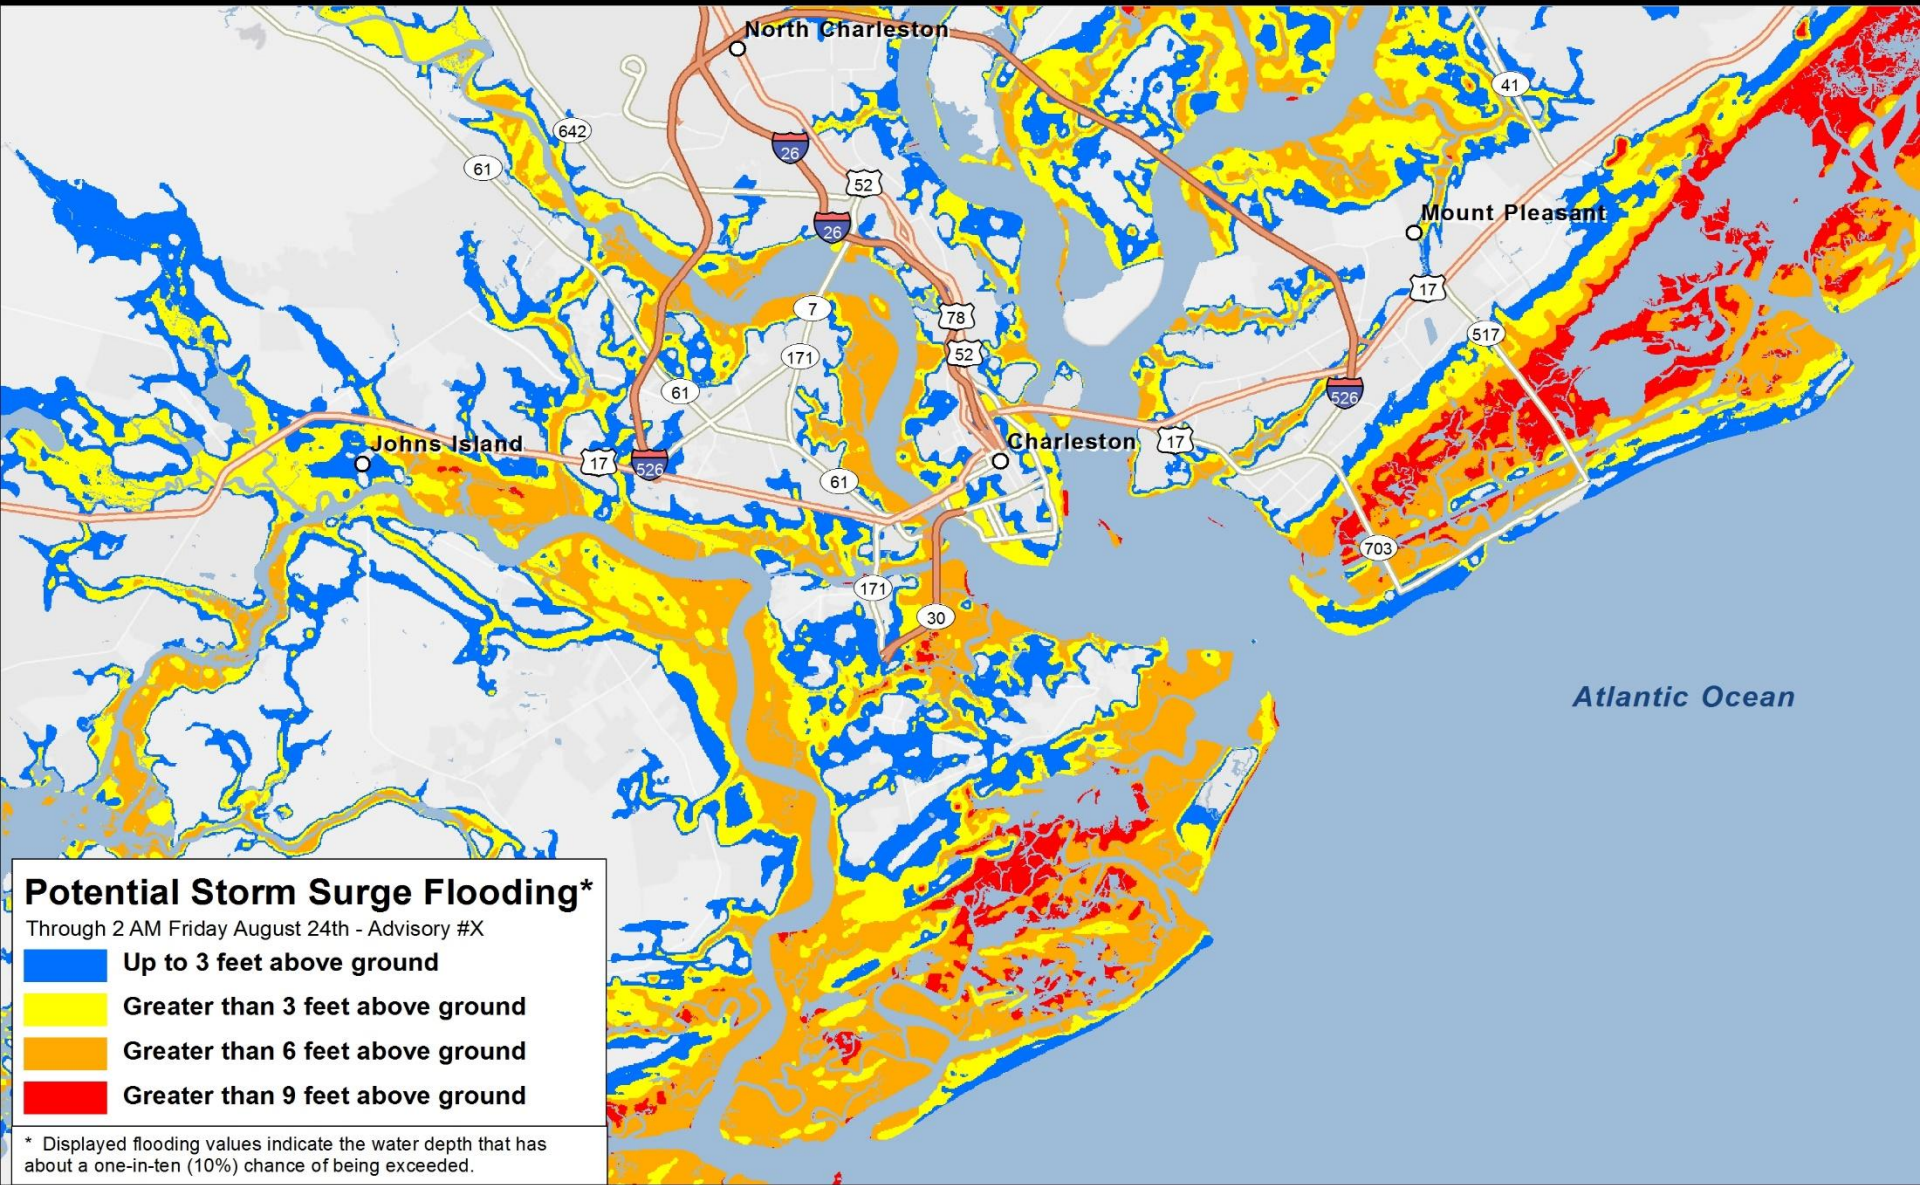 North Charleston
41
642
26
61
52
Mount Pleasant
26
17
7
78
517
52
171
61
526
Johns Island
Charleston
17
17
526
61
703
171
30
Atlantic Ocean
Potential Storm Surge Flooding*
Through 2 AM Friday August 24th - Advisory #X
Up to 3 feet above ground
Greater than 3 feet above ground
Greater than 6 feet above ground
Greater than 9 feet above ground
* Displayed flooding values indicate the water depth that has
about a one-in-ten (10%) chance of being exceeded.